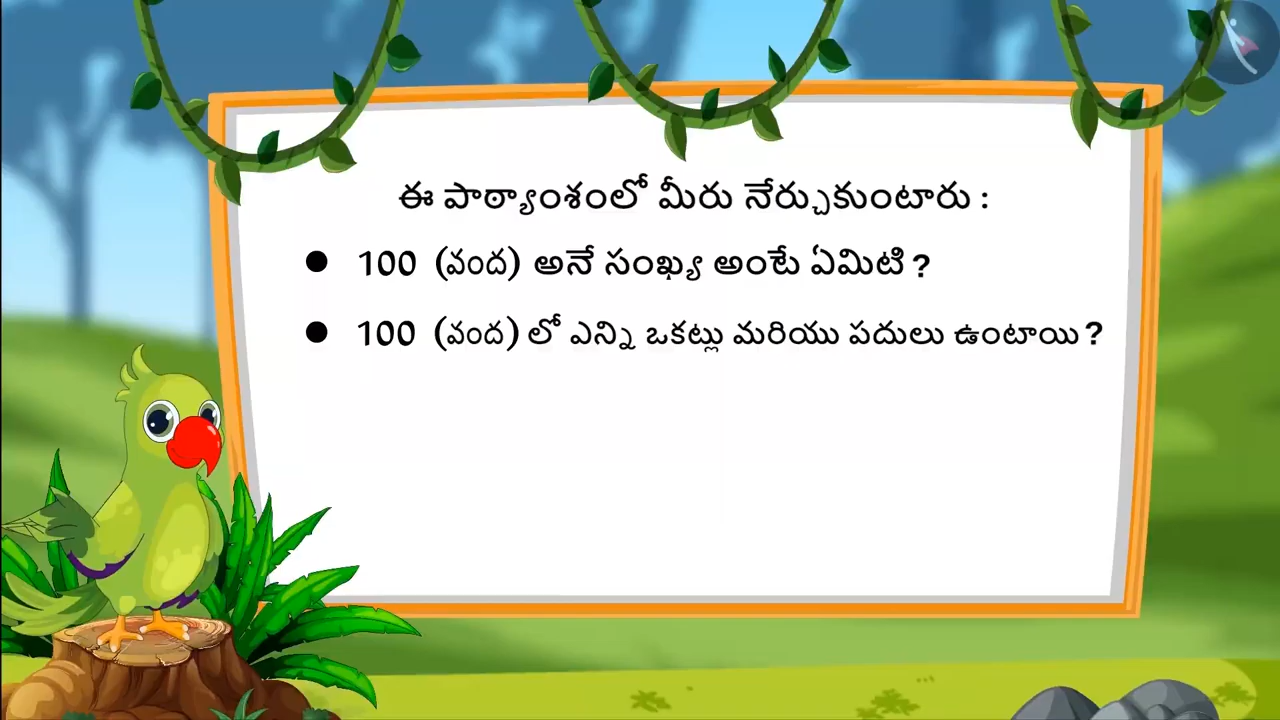 ఈ పాఠ్యాంశంలో మీరు నేర్చుకుంటారు :
● 100 (వంద) అనే సంఖ్య అంటే ఏమిటి ?
● 100 (వంద) లో ఎన్ని ఒకట్లు మరియు పదులు ఉంటాయి ?